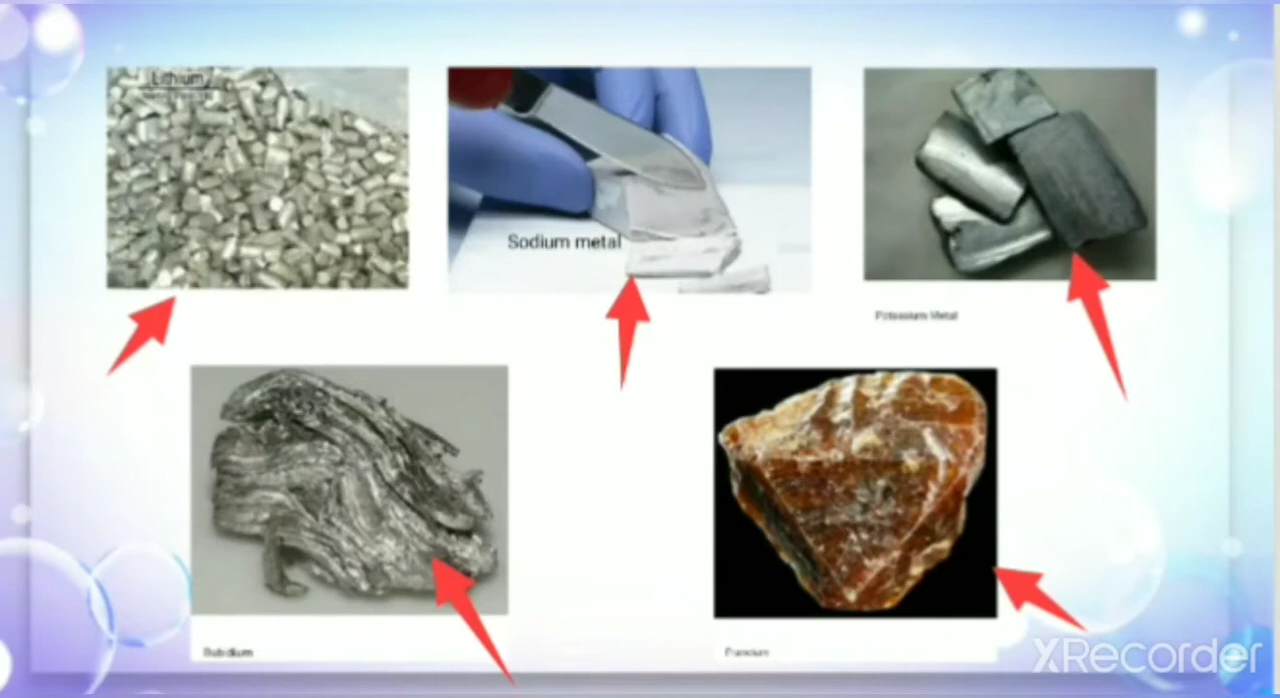 Lithium
Sodium metal
Potassium Metal
Rubidium
Francium
XRecorder